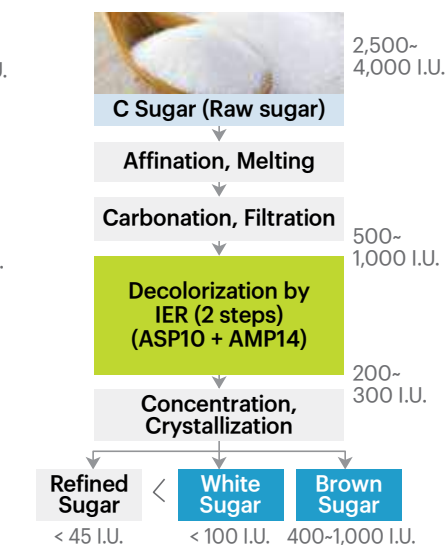 2,500~
4,000 I.U.
C Sugar (Raw sugar)
Affination, Melting
Carbonation, Filtration
500~
1,000 I.U.
Decolorization by
IER (2 steps)
(ASP10 + AMP14)
200~
300 I.U.
Concentration,
Crystallization
Refined
Sugar
<
White
Sugar
Brown
Sugar
< 45 I.U.
< 100 I.U.
400~1,000 I.U.